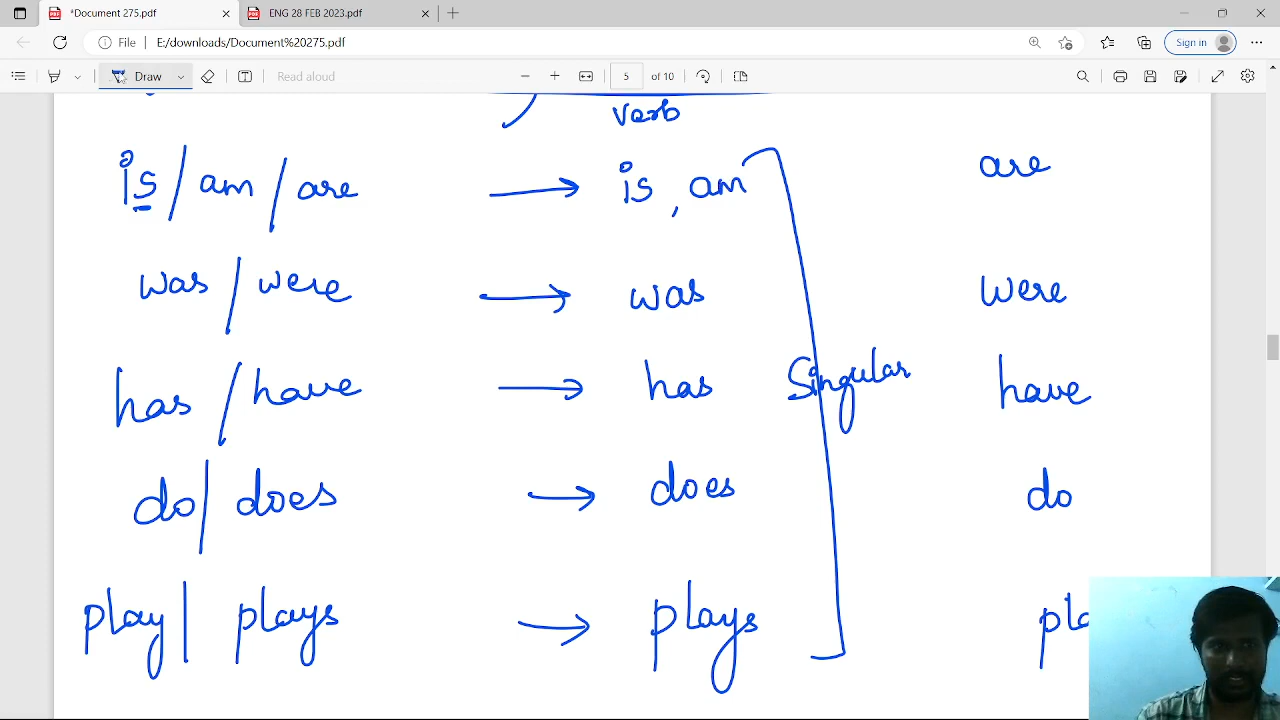 *Document 275.pdf ENG 28 FEB 2023.pdf
File E:/downloads/Document%20275.pdf Sign in
Draw Read aloud 5 of 10
verb
is/am/are → is, am are
was/were → was were
has/have → has Singular have
do/does → does do
play/plays → plays pla